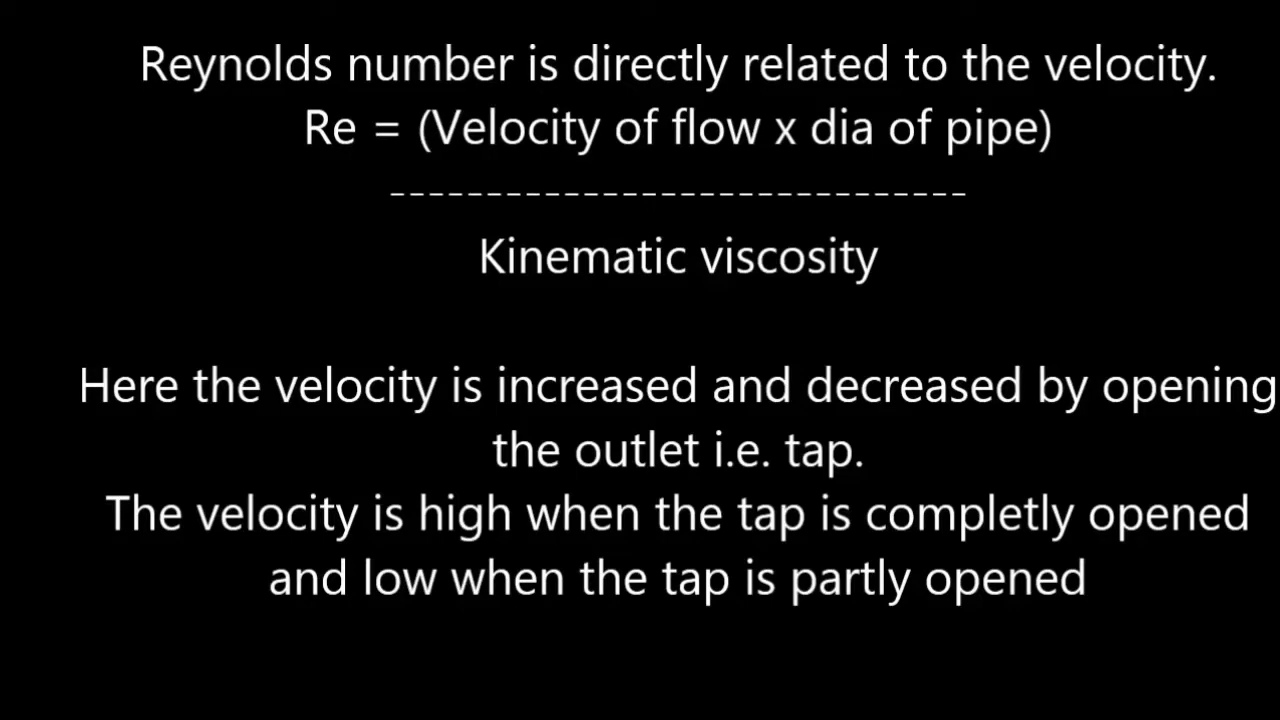 Reynolds number is directly related to the velocity.
Re = (Velocity of flow x dia of pipe)
------------------------------
Kinematic viscosity
Here the velocity is increased and decreased by opening
the outlet i.e. tap.
The velocity is high when the tap is completly opened
and low when the tap is partly opened